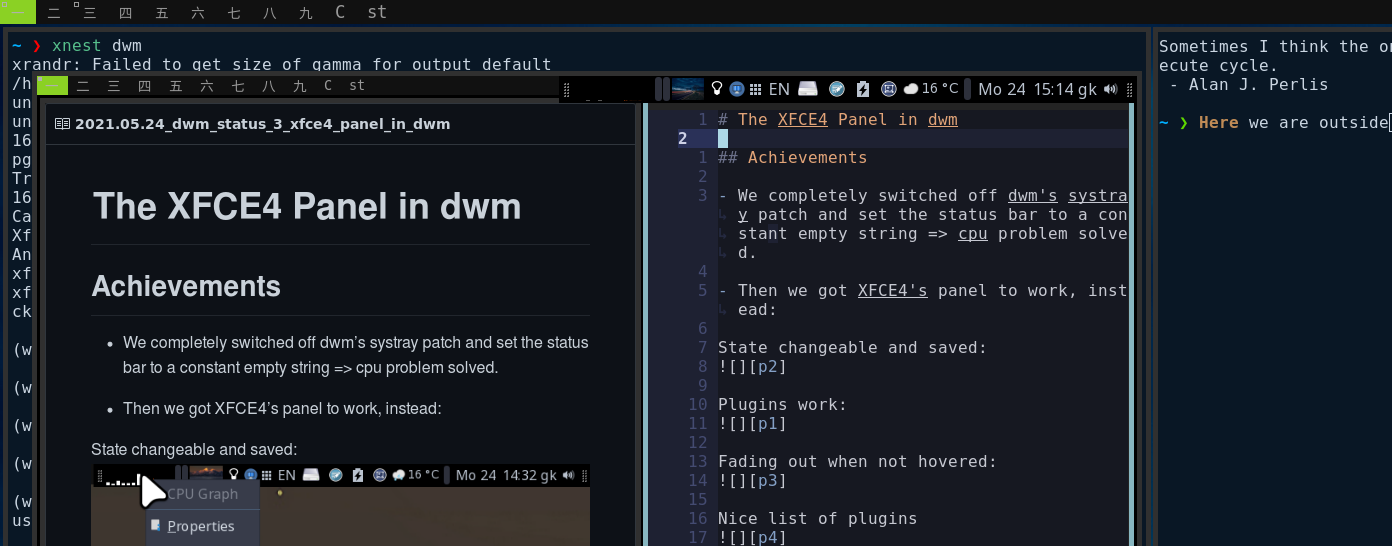 一 二 三 四 五 六 七 八 九 C st
~ ❯ xnest dwm
xrandr: Failed to get size of gamma for output default
/h
un
un
16
pg
Tr
16
Ca
Xf
An
xf
xf
ck
(w
(w
(w
(w
(w
us
二 三 四 五 六 七 八 九 C st
EN 16 °C Mo 24 15:14 gk
2021.05.24_dwm_status_3_xfce4_panel_in_dwm
The XFCE4 Panel in dwm
Achievements
• We completely switched off dwm's systray patch and set the status
bar to a constant empty string => cpu problem solved.
• Then we got XFCE4's panel to work, instead:
State changeable and saved:
EN 16 °C Mo 24 14:32 gk
CPU Graph
Properties
1 # The XFCE4 Panel in dwm
2
1 ## Achievements
2
3 - We completely switched off dwm's systra
↳ y patch and set the status bar to a con
↳ stant empty string => cpu problem solve
↳ d.
4
5 - Then we got XFCE4's panel to work, inst
↳ ead:
6
7 State changeable and saved:
8 ![][p2]
9
10 Plugins work:
11 ![][p1]
12
13 Fading out when not hovered:
14 ![][p3]
15
16 Nice list of plugins
17 ![][p4]
Sometimes I think the on
ecute cycle.
- Alan J. Perlis
~ ❯ Here we are outside